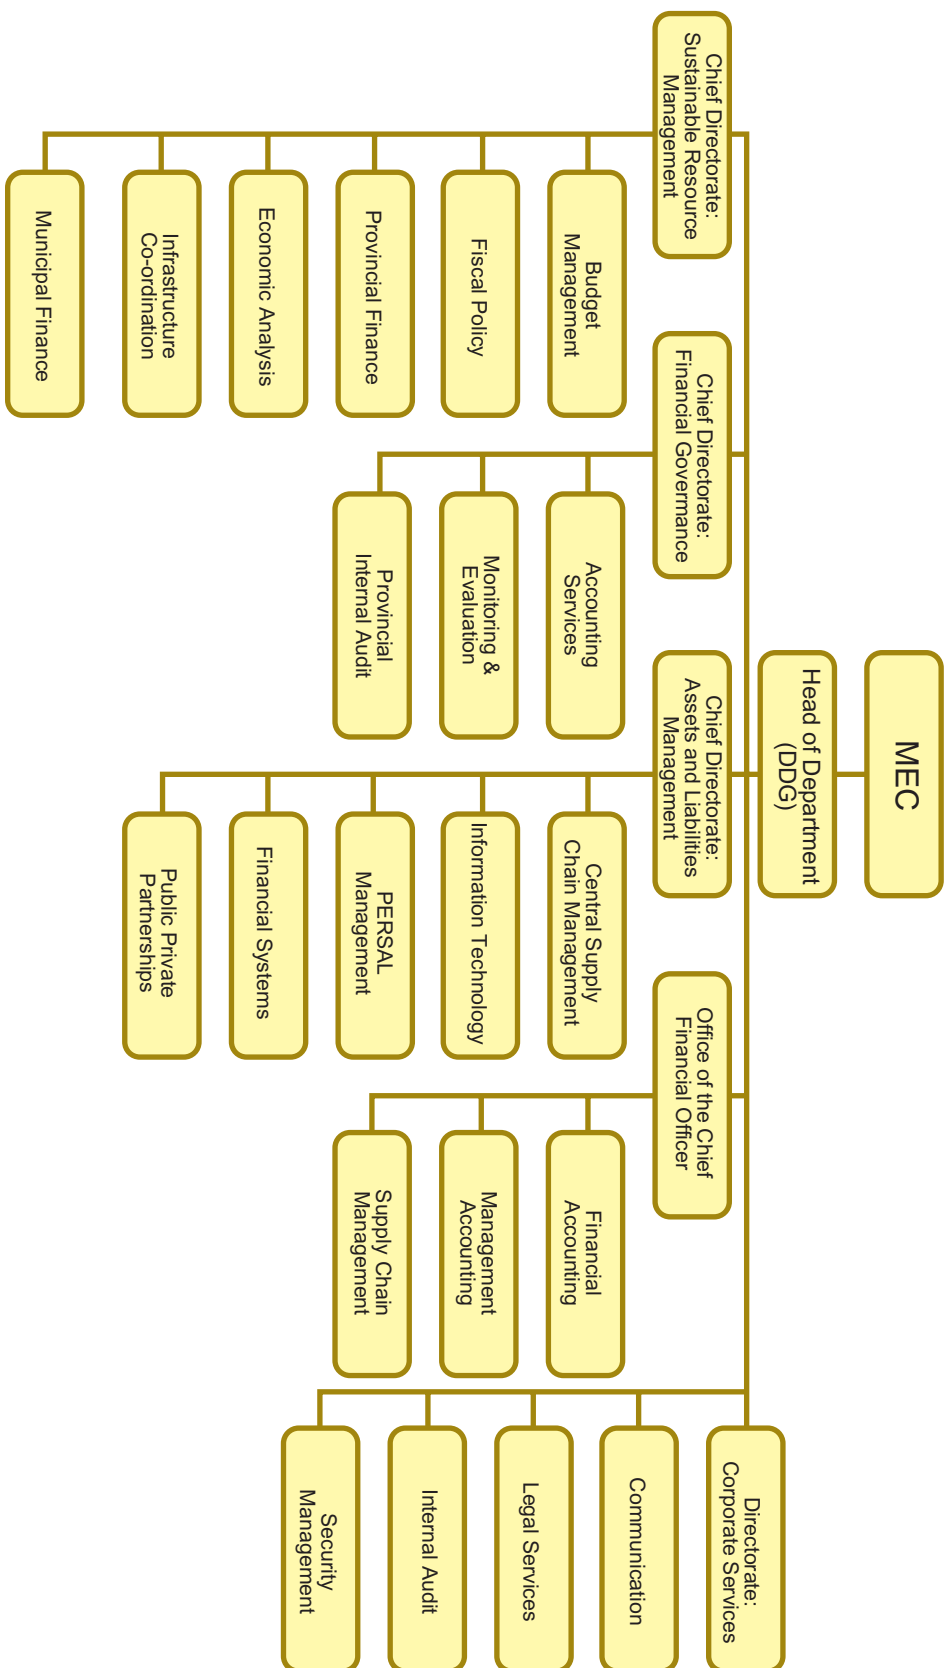 MEC
Head of Department
(DDG)
Chief Directorate:
Sustainable Resource
Management
Budget
Management
Fiscal Policy
Provincial Finance
Economic Analysis
Infrastructure
Co-ordination
Municipal Finance
Chief Directorate:
Financial Govermance
Accounting
Services
Monitoring &
Evaluation
Provincial
Internal Audit
Chief Directorate:
Assets and Liabilities
Management
Central Supply
Chain Management
Information Technology
PERSAL
Management
Financial Systems
Public Private
Partnerships
Office of the Chief
Financial Officer
Financial
Accounting
Management
Accounting
Supply Chain
Management
Directorate:
Corporate Services
Communication
Legal Services
Internal Audit
Security
Management